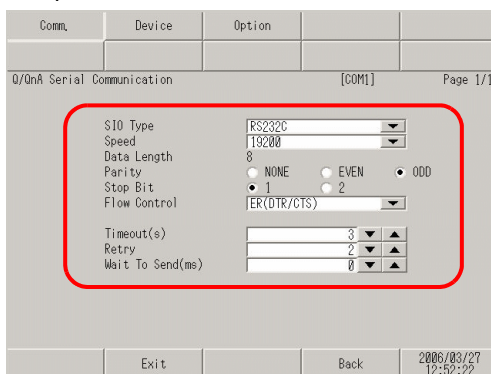 Comm. Device Option
Q/QnA Serial Communication [COM1] Page 1/1
SIO Type RS232C
Speed 19200
Data Length 8
Parity NONE EVEN ODD
Stop Bit 1 2
Flow Control ER(DTR/CTS)
Timeout(s) 3
Retry 2
Wait To Send(ms) 0
Exit Back 2006/03/27
12:52:22